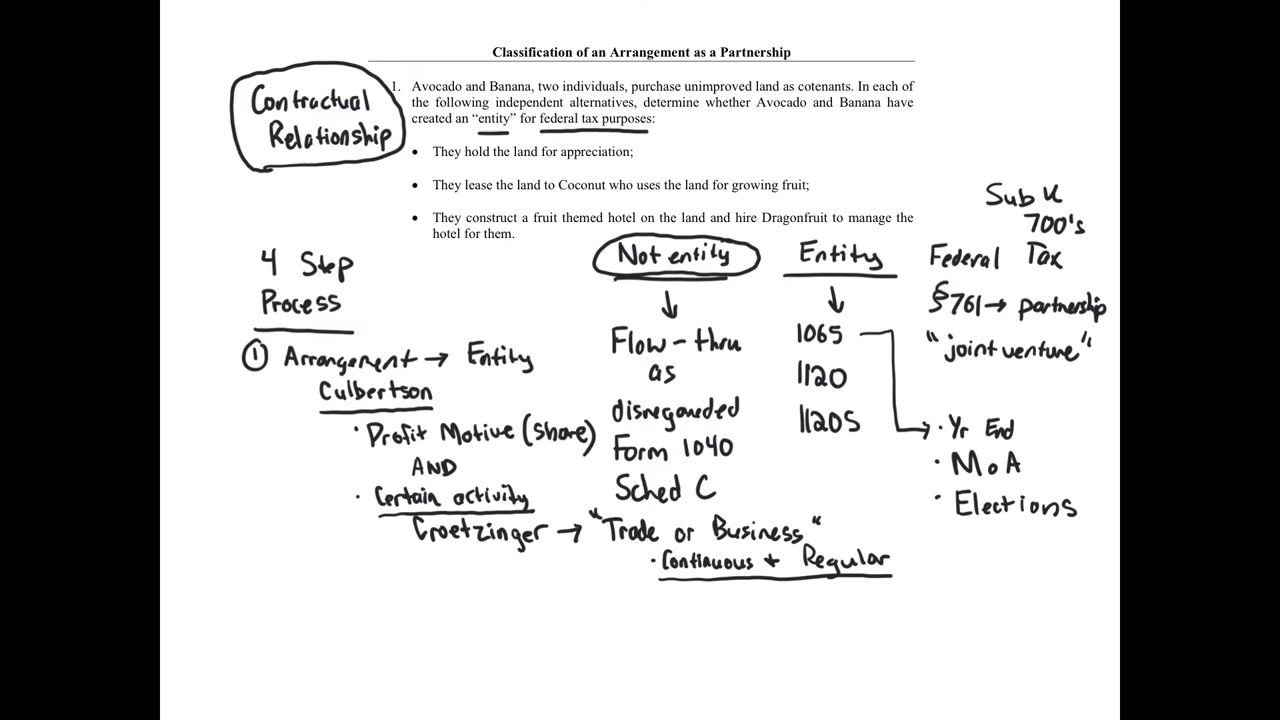 Classification of an Arrangement as a Partnership
Contractual
Relationship
1. Avocado and Banana, two individuals, purchase unimproved land as cotenants. In each of
the following independent alternatives, determine whether Avocado and Banana have
created an “entity” for federal tax purposes:
• They hold the land for appreciation;
• They lease the land to Coconut who uses the land for growing fruit;
• They construct a fruit themed hotel on the land and hire Dragonfruit to manage the
hotel for them.
4 Step
Process
① Arrangement → Entity
Culbertson
· Profit Motive (share)
AND
· Certain activity
Groetzinger → "Trade or Business"
· Continuous + Regular
Not entity
↓
Flow-thru
as
disregarded
Form 1040
Sched C
Entity
↓
1065
1120
1120S
Sub K
700's
Federal Tax
§761 → partnership
"joint venture"
· Yr End
· MoA
· Elections